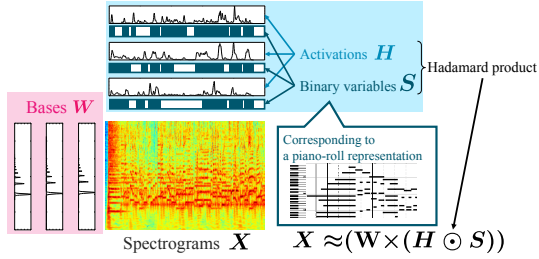 Activations H
Binary variables S
Hadamard product
Bases W
Corresponding to
a piano-roll representation
Spectrograms X
X ≈(W×(H ⊙ S))